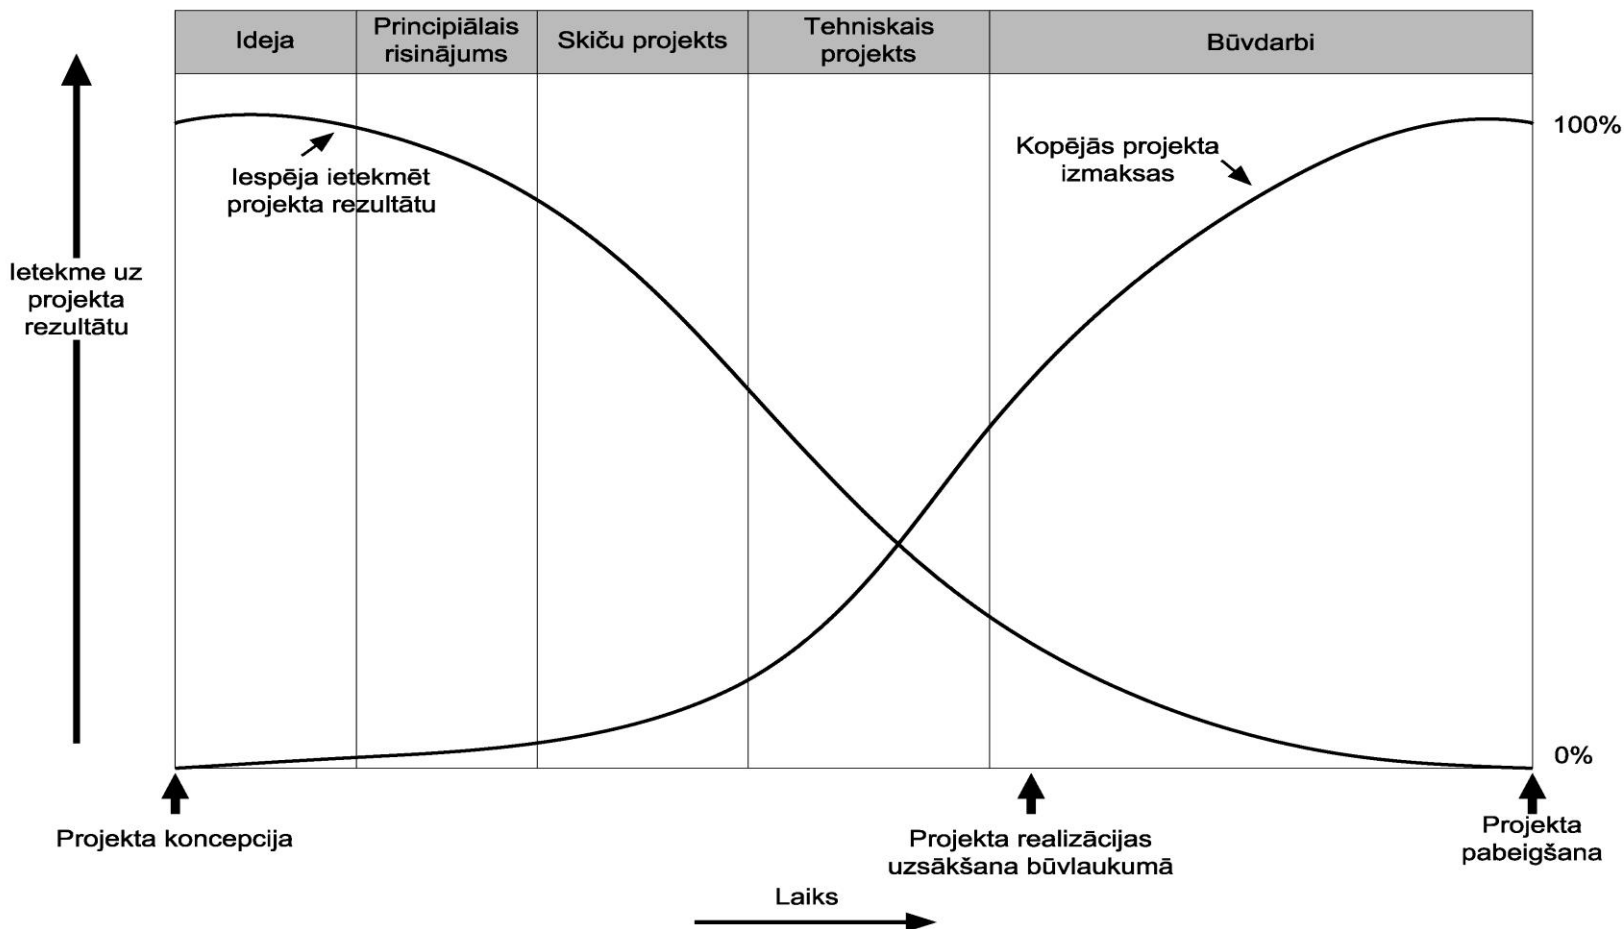 Ideja
Principiālais
risinājums
Skiču projekts
Tehniskais
projekts
Būvdarbi
Iespēja ietekmēt
projekta rezultātu
Kopējās projekta
izmaksas
100%
Ietekme uz
projekta
rezultātu
0%
Projekta koncepcija
Projekta realizācijas
uzsākšana būvlaukumā
Projekta
pabeigšana
Laiks